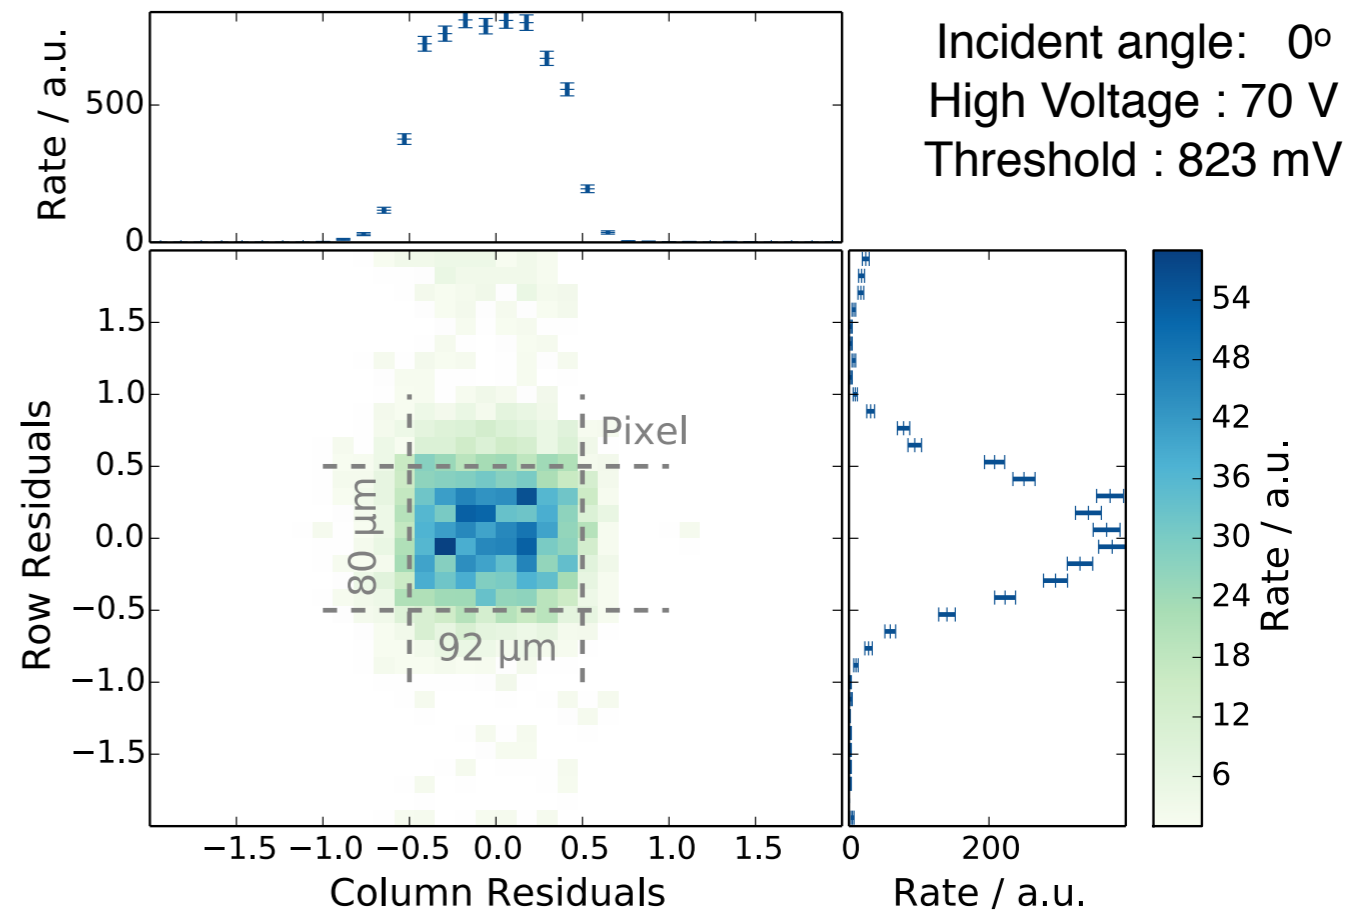 Rate / a.u.
500
0
Incident angle: 0º
High Voltage : 70 V
Threshold : 823 mV
Row Residuals
1.5
1.0
0.5
0.0
−0.5
−1.0
−1.5
Pixel
80 μm
92 μm
−1.5 −1.0 −0.5 0.0 0.5 1.0 1.5
Column Residuals
0 200
Rate / a.u.
54
48
42
36
30
24
18
12
6
Rate / a.u.